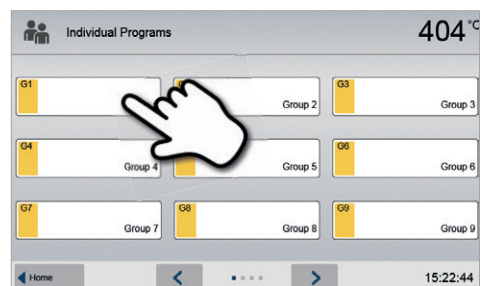 Individual Programs
404°C
G1
Group 2
G3
Group 3
G4
Group 4
Group 5
G6
Group 6
G7
Group 7
G8
Group 8
G9
Group 9
Home
15:22:44